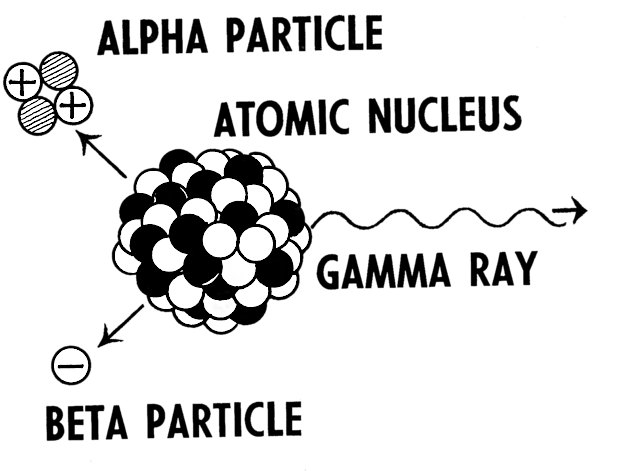 ALPHA PARTICLE
+
+
ATOMIC NUCLEUS
GAMMA RAY
−
BETA PARTICLE